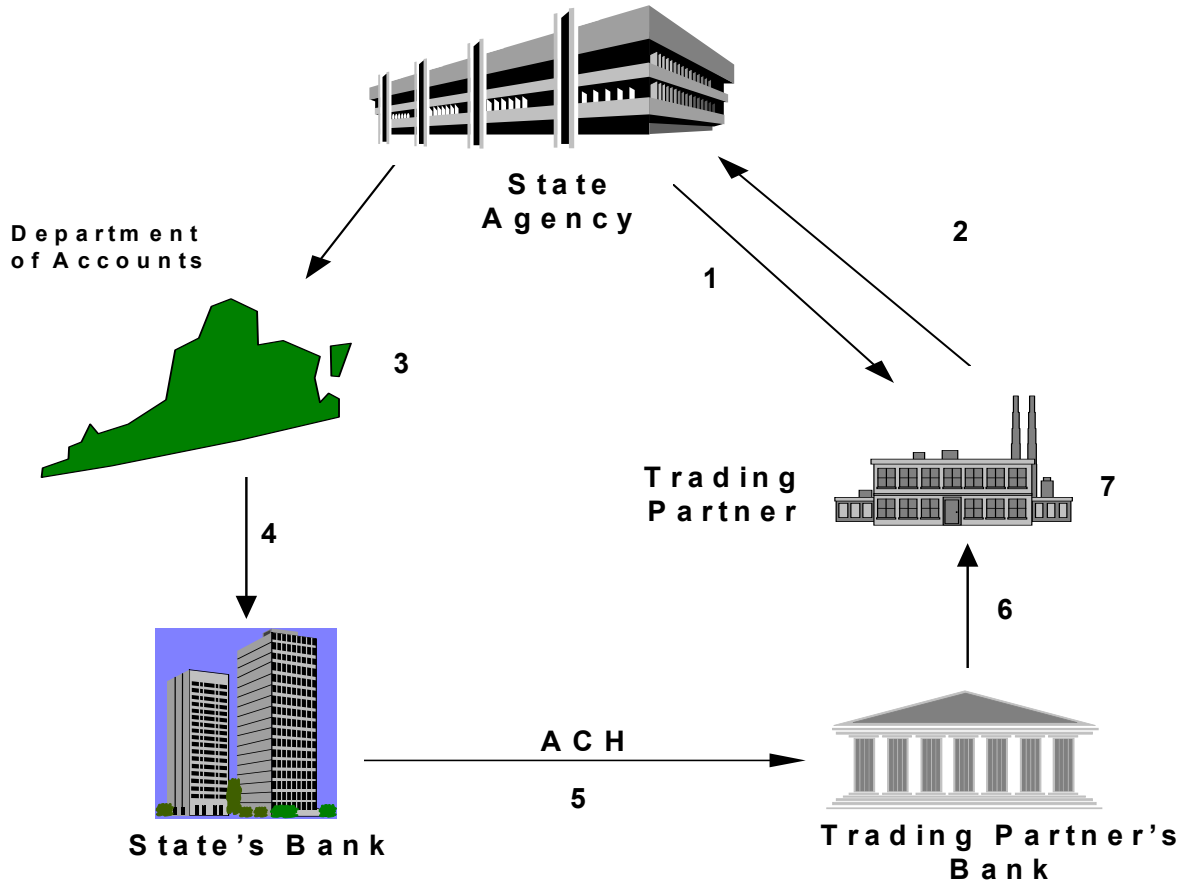 State
Agency
Department
of Accounts
2
1
3
Trading
Partner
7
4
6
ACH
5
State's Bank
Trading Partner's
Bank